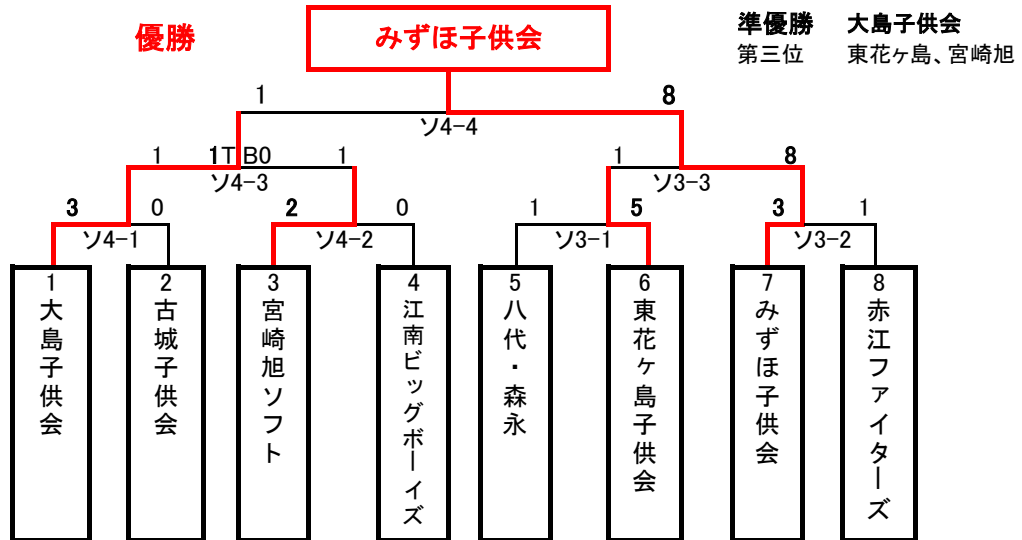 優勝
みずほ子供会
準優勝 大島子供会
第三位 東花ヶ島、宮崎旭
1 8
ソ4-4
1 1TB0 1 1 8
ソ4-3 ソ3-3
3 0 2 0 1 5 3 1
ソ4-1 ソ4-2 ソ3-1 ソ3-2
1 大島子供会
2 古城子供会
3 宮崎旭ソフト
4 江南ビッグボーイズ
5 八代・森永
6 東花ヶ島子供会
7 みずほ子供会
8 赤江ファイターズ